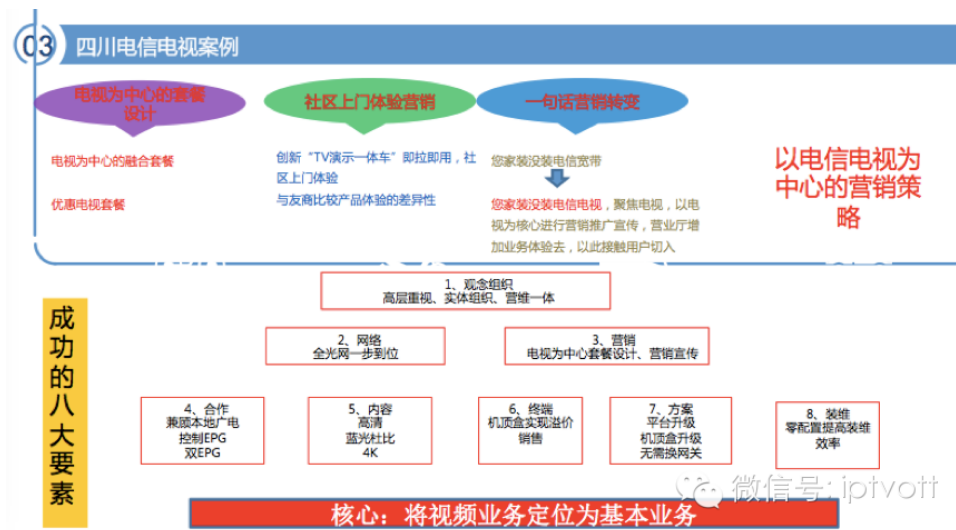 03 四川电信电视案例
电视为中心的套餐
设计
电视为中心的融合套餐
优惠电视套餐
社区上门体验营销
创新“TV演示一体车”即拉即用，社
区上门体验
与友商比较产品体验的差异性
一句话营销转变
您家装没装电信宽带
您家装没装电信电视，聚焦电视，以电
视为核心进行营销推广宣传，营业厅增
加业务体验去，以此接触用户切入
以电信电视为
中心的营销策
略
成功的八大要素
1、观念组织
高层重视、实体组织、营维一体
2、网络
全光网一步到位
3、营销
电视为中心套餐设计、营销宣传
4、合作
兼顾本地广电
控制EPG
双EPG
5、内容
高清
蓝光杜比
4K
6、终端
机顶盒实现溢价
销售
7、方案
平台升级
机顶盒升级
无需换网关
8、装维
零配置提高装维
效率
核心：将视频业务定位为基本业务
微信号: iptvott